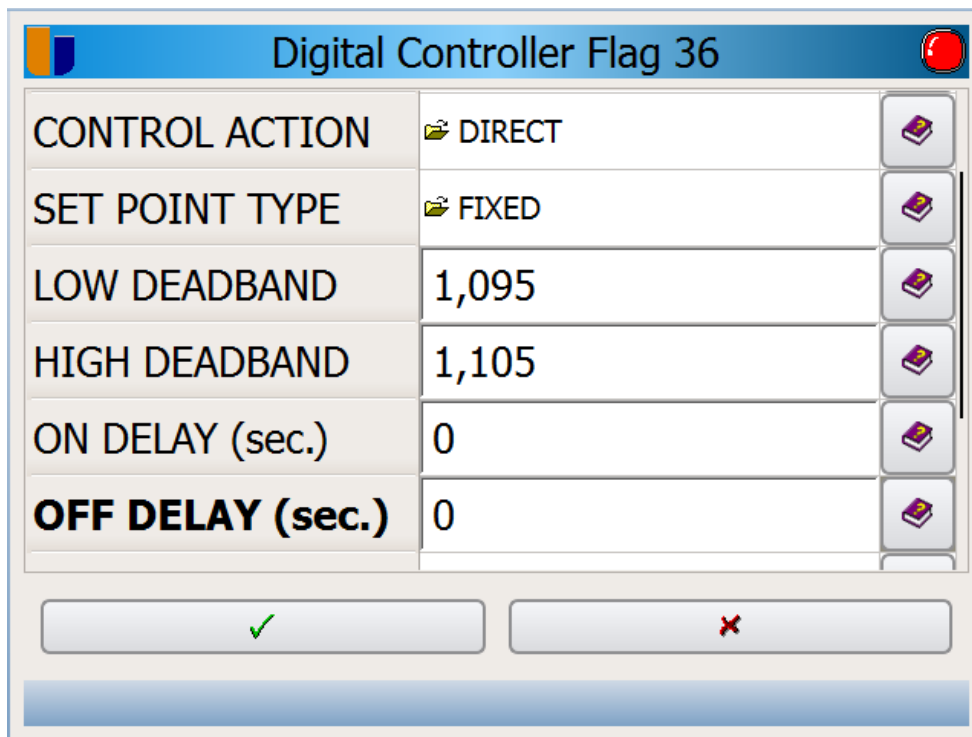 Digital Controller Flag 36
CONTROL ACTION DIRECT
SET POINT TYPE FIXED
LOW DEADBAND 1,095
HIGH DEADBAND 1,105
ON DELAY (sec.) 0
OFF DELAY (sec.) 0